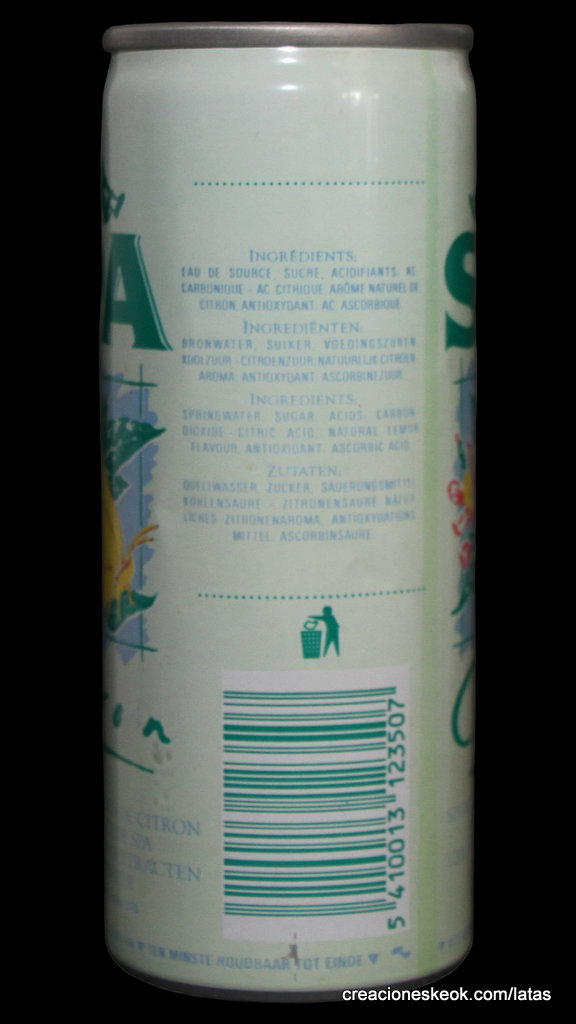 INGRÉDIENTS:
EAU DE SOURCE, SUCRE, ACIDIFIANTS: AC.
CARBONIQUE - AC. CITRIQUE, ARÔME NATUREL DE
CITRON, ANTIOXYDANT: AC. ASCORBIQUE.
INGREDIËNTEN:
BRONWATER, SUIKER, VOEDINGSZUREN:
KOOLZUUR - CITROENZUUR, NATUURLIJK CITROEN-
AROMA, ANTIOXYDANT: ASCORBINEZUUR.
INGREDIENTS:
SPRINGWATER, SUGAR, ACIDS: CARBON-
DIOXIDE - CITRIC ACID, NATURAL LEMON
FLAVOUR, ANTIOXIDANT: ASCORBIC ACID.
ZUTATEN:
QUELLWASSER, ZUCKER, SÄUERUNGSMITTEL:
KOHLENSÄURE - ZITRONENSÄURE, NATÜR-
LICHES ZITRONENAROMA, ANTIOXYDATIONS-
MITTEL: ASCORBINSÄURE.
A
S
on
CITRON
SPA
5 410013 123507
TEN MINSTE HOUDBAAR TOT EINDE
creacioneskeok.com/latas